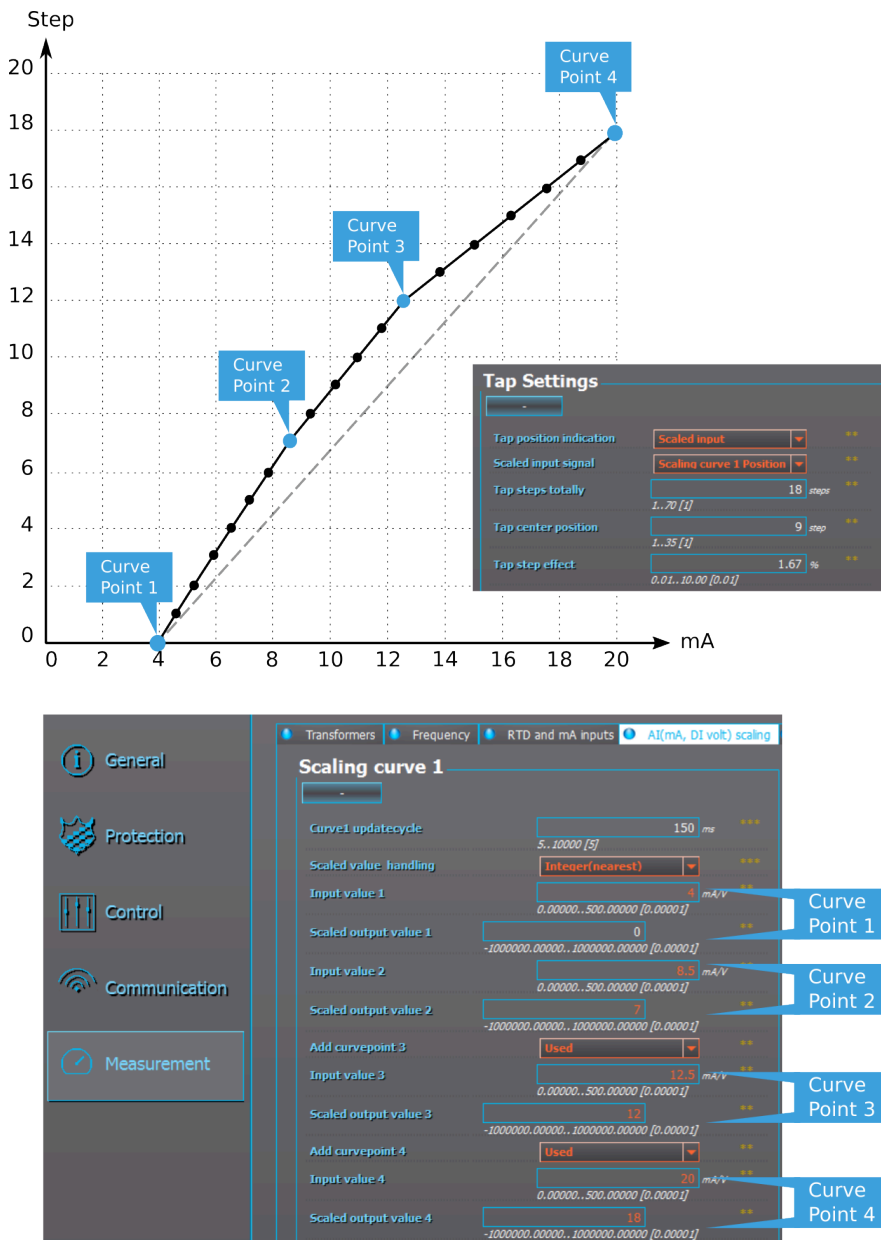 Step
20
18
16
14
12
10
8
6
4
2
0
0 2 4 6 8 10 12 14 16 18 20
mA
Curve
Point 4
Curve
Point 3
Curve
Point 2
Curve
Point 1
Tap Settings
-
Tap position indication Scaled input **
Scaled input signal Scaling curve 1 Position **
Tap steps totally 18 steps **
1..70 [1]
Tap center position 9 step **
1..35 [1]
Tap step effect 1.67 % **
0.01..10.00 [0.01]
General
Protection
Control
Communication
Measurement
Transformers Frequency RTD and mA inputs AI(mA, DI volt) scaling
Scaling curve 1
-
Curve1 updatecycle 150 ms ***
5..10000 [5]
Scaled value handling Integer(nearest) ***
Input value 1 4 mA/V **
0.00000..500.00000 [0.00001]
Scaled output value 1 0 **
-1000000.00000..1000000.00000 [0.00001]
Input value 2 8.5 mA/V **
0.00000..500.00000 [0.00001]
Scaled output value 2 7 **
-1000000.00000..1000000.00000 [0.00001]
Add curvepoint 3 Used **
Input value 3 12.5 mA/V **
0.00000..500.00000 [0.00001]
Scaled output value 3 12 **
-1000000.00000..1000000.00000 [0.00001]
Add curvepoint 4 Used **
Input value 4 20 mA/V **
0.00000..500.00000 [0.00001]
Scaled output value 4 18 **
-1000000.00000..1000000.00000 [0.00001]
Curve
Point 1
Curve
Point 2
Curve
Point 3
Curve
Point 4